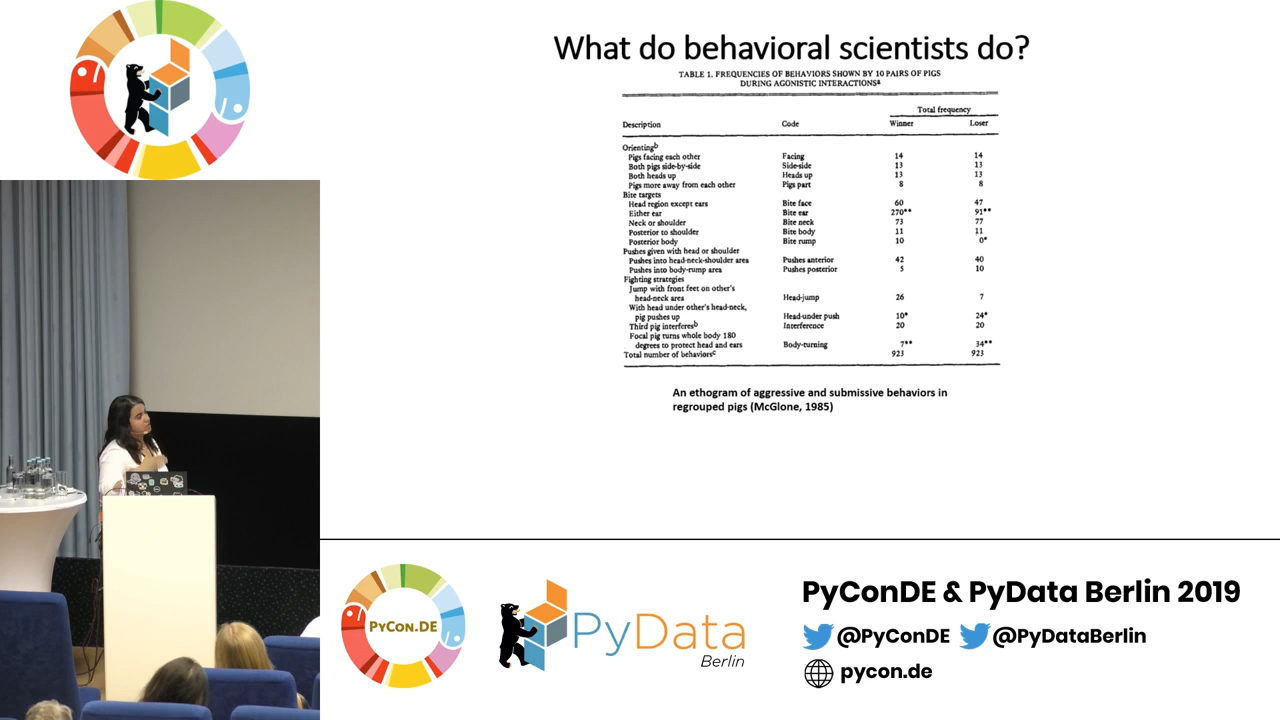 What do behavioral scientists do?
TABLE 1. FREQUENCIES OF BEHAVIORS SHOWN BY 10 PAIRS OF PIGS
DURING AGONISTIC INTERACTIONSa
Total frequency
Description Code Winner Loser
Orientingb
Pigs facing each other Facing 14 14
Both pigs side-by-side Side-side 13 13
Both heads up Heads up 13 13
Pigs more away from each other Pigs part 8 8
Bite targets
Head region except ears Bite face 60 47
Either ear Bite ear 270** 91**
Neck or shoulder Bite neck 73 77
Posterior to shoulder Bite body 11 11
Posterior body Bite rump 10 0*
Pushes given with head or shoulder
Pushes into head-neck-shoulder area Pushes anterior 42 40
Pushes into body-rump area Pushes posterior 5 10
Fighting strategies
Jump with front feet on other's
head-neck area Head-jump 26 7
With head under other's head-neck,
pig pushes up Head-under push 10* 24*
Third pig interferesb Interference 20 20
Focal pig turns whole body 180
degrees to protect head and ears Body-turning 7** 34**
Total number of behaviorsc 923 923
An ethogram of aggressive and submissive behaviors in
regrouped pigs (McGlone, 1985)
PyCon.DE
PyData
Berlin
PyConDE & PyData Berlin 2019
@PyConDE @PyDataBerlin
pycon.de